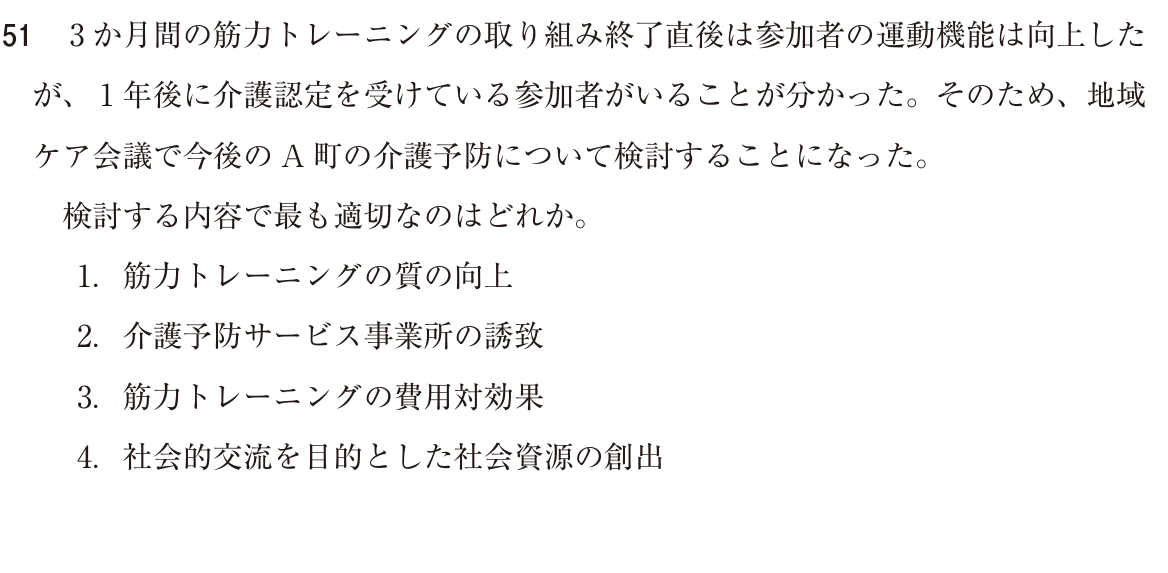 51　３か月間の筋力トレーニングの取り組み終了直後は参加者の運動機能は向上した
が、１年後に介護認定を受けている参加者がいることが分かった。そのため、地域
ケア会議で今後の A 町の介護予防について検討することになった。
検討する内容で最も適切なのはどれか。
1. 筋力トレーニングの質の向上
2. 介護予防サービス事業所の誘致
3. 筋力トレーニングの費用対効果
4. 社会的交流を目的とした社会資源の創出